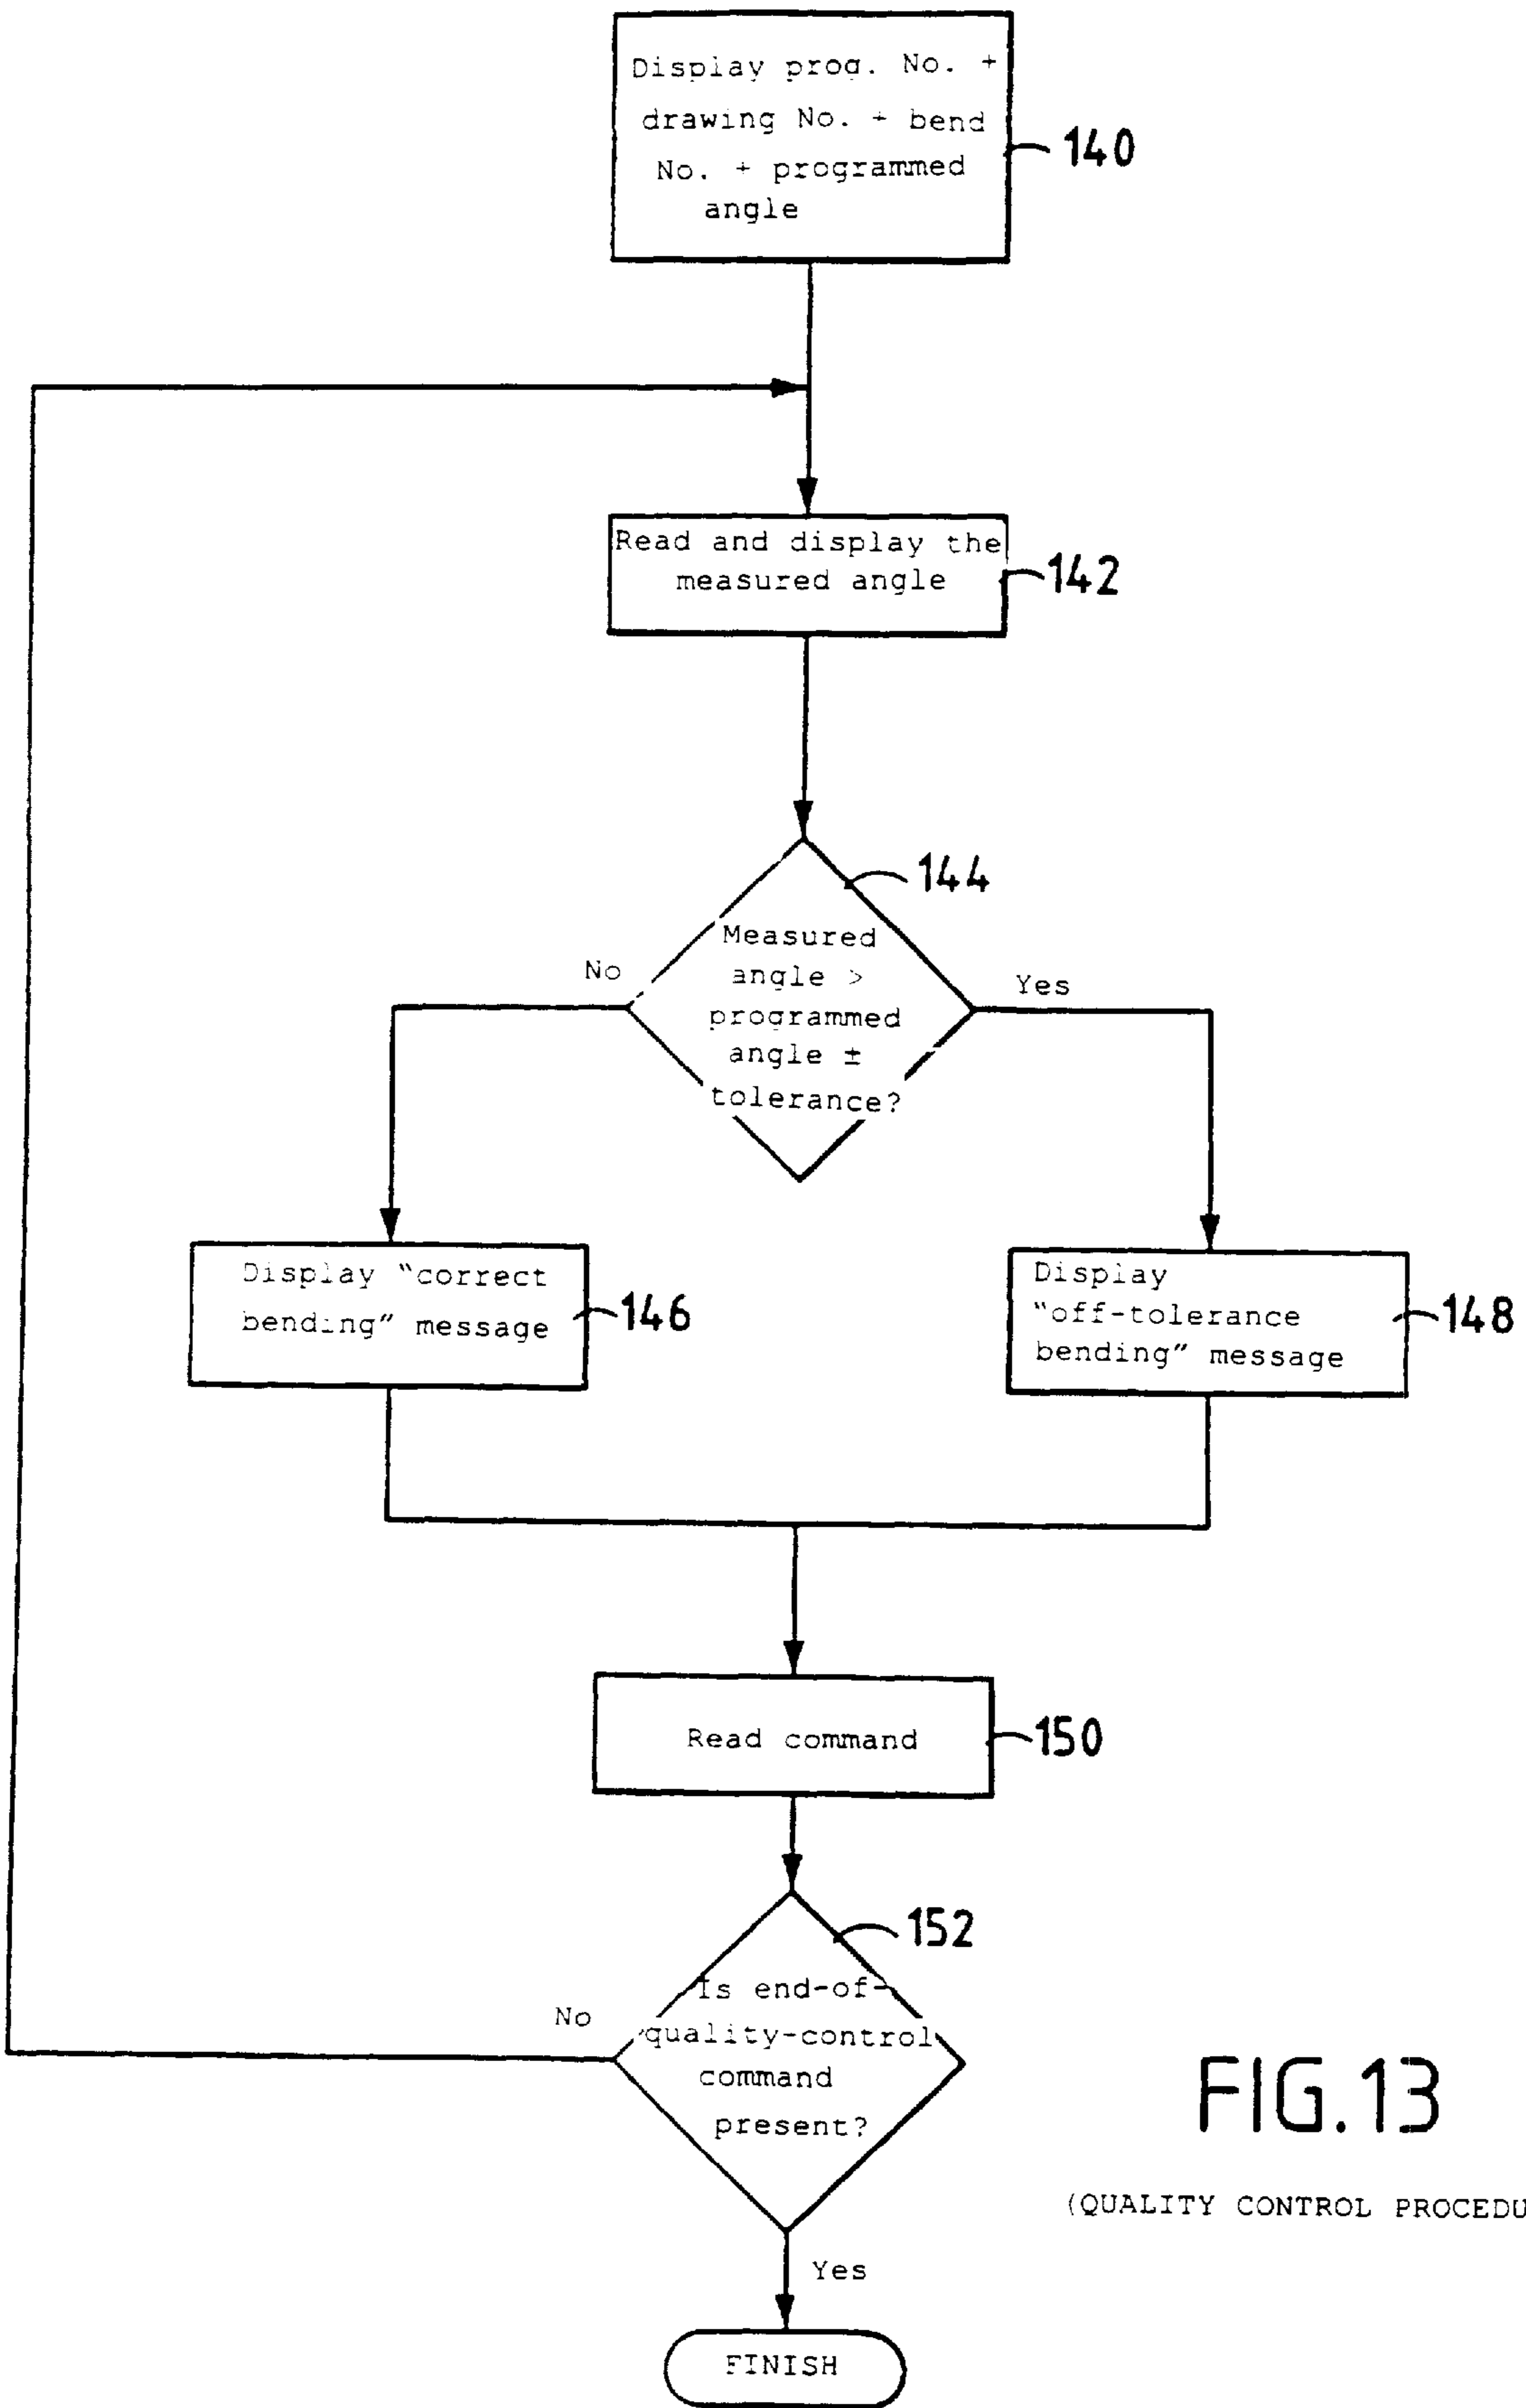 Display prog. No. +
drawing No. + bend
No. + programmed
angle
140
Read and display the
measured angle
142
144
Measured
angle >
programmed
angle ±
tolerance?
No
Yes
Display "correct
bending" message
146
Display
"off-tolerance
bending" message
148
Read command
150
152
Is end-of-
quality-control
command
present?
No
Yes
FINISH
FIG.13
(QUALITY CONTROL PROCEDU